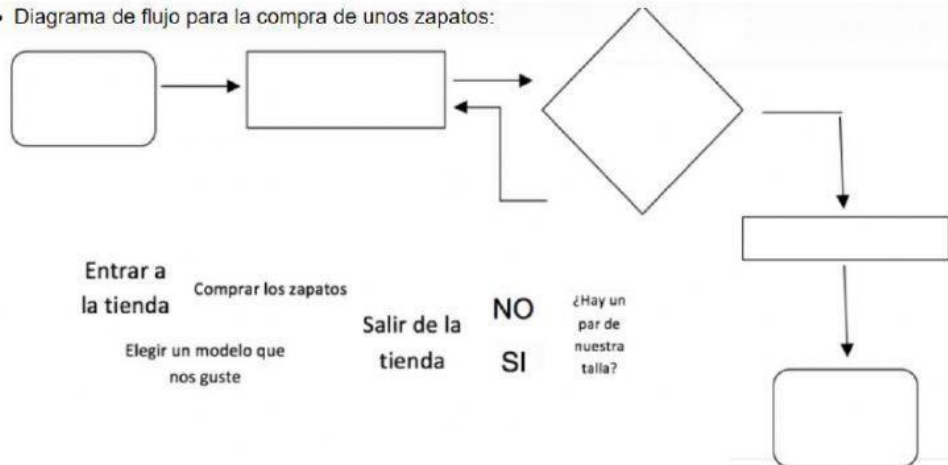 • Diagrama de flujo para la compra de unos zapatos:
Entrar a
la tienda
Comprar los zapatos
Elegir un modelo que
nos guste
Salir de la
tienda
NO
SI
¿Hay un
par de
nuestra
talla?